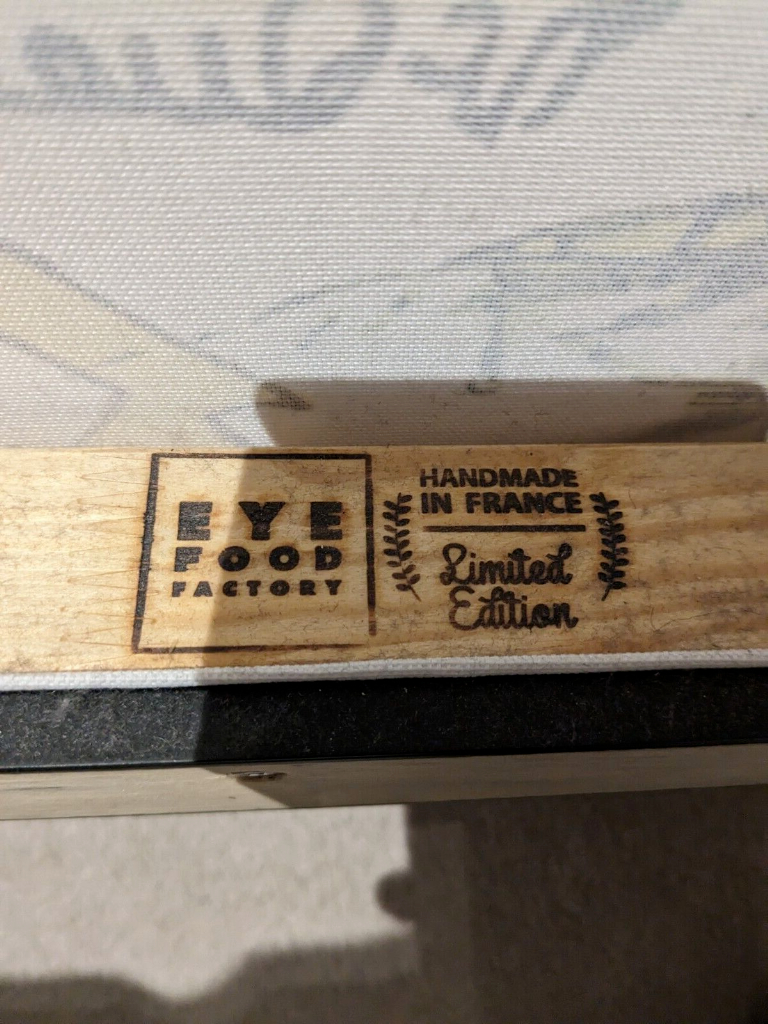 EYE
FOOD
FACTORY
HANDMADE
IN FRANCE
Limited
Edition